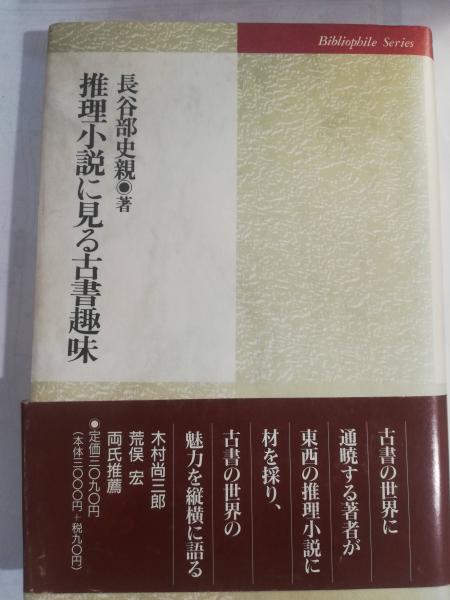 Bibliophile Series
長谷部史親●著
推理小説に見る古書趣味
古書の世界に
通暁する著者が
東西の推理小説に
材を採り、
古書の世界の
魅力を縦横に語る
木村尚三郎
荒俣 宏
両氏推薦
●定価三〇九〇円
(本体三〇〇〇円+税九〇円)